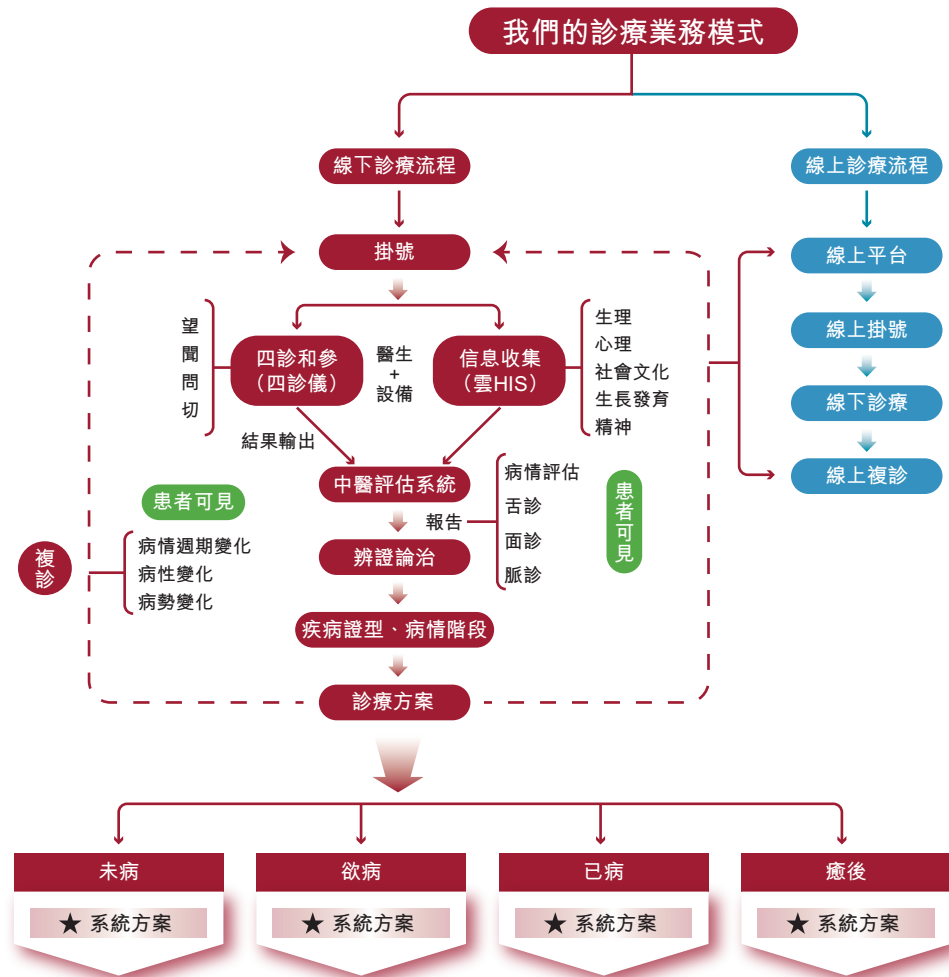 我們的診療業務模式
線下診療流程
線上診療流程
掛號
線上平台
線上掛號
線下診療
線上複診
望
聞
問
切
四診和參
（四診儀）
醫生
+
設備
信息收集
（雲HIS）
生理
心理
社會文化
生長發育
精神
結果輸出
中醫評估系統
報告
病情評估
舌診
面診
脈診
患者可見
患者可見
複診
病情週期變化
病性變化
病勢變化
辨證論治
疾病證型、病情階段
診療方案
未病
★ 系統方案
欲病
★ 系統方案
已病
★ 系統方案
癒後
★ 系統方案